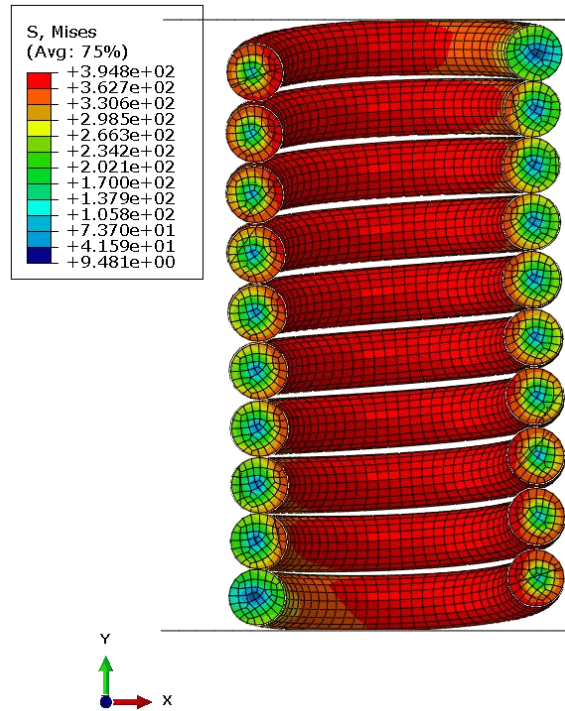 S, Mises
(Avg: 75%)
+3.948e+02
+3.627e+02
+3.306e+02
+2.985e+02
+2.663e+02
+2.342e+02
+2.021e+02
+1.700e+02
+1.379e+02
+1.058e+02
+7.370e+01
+4.159e+01
+9.481e+00
Y
X